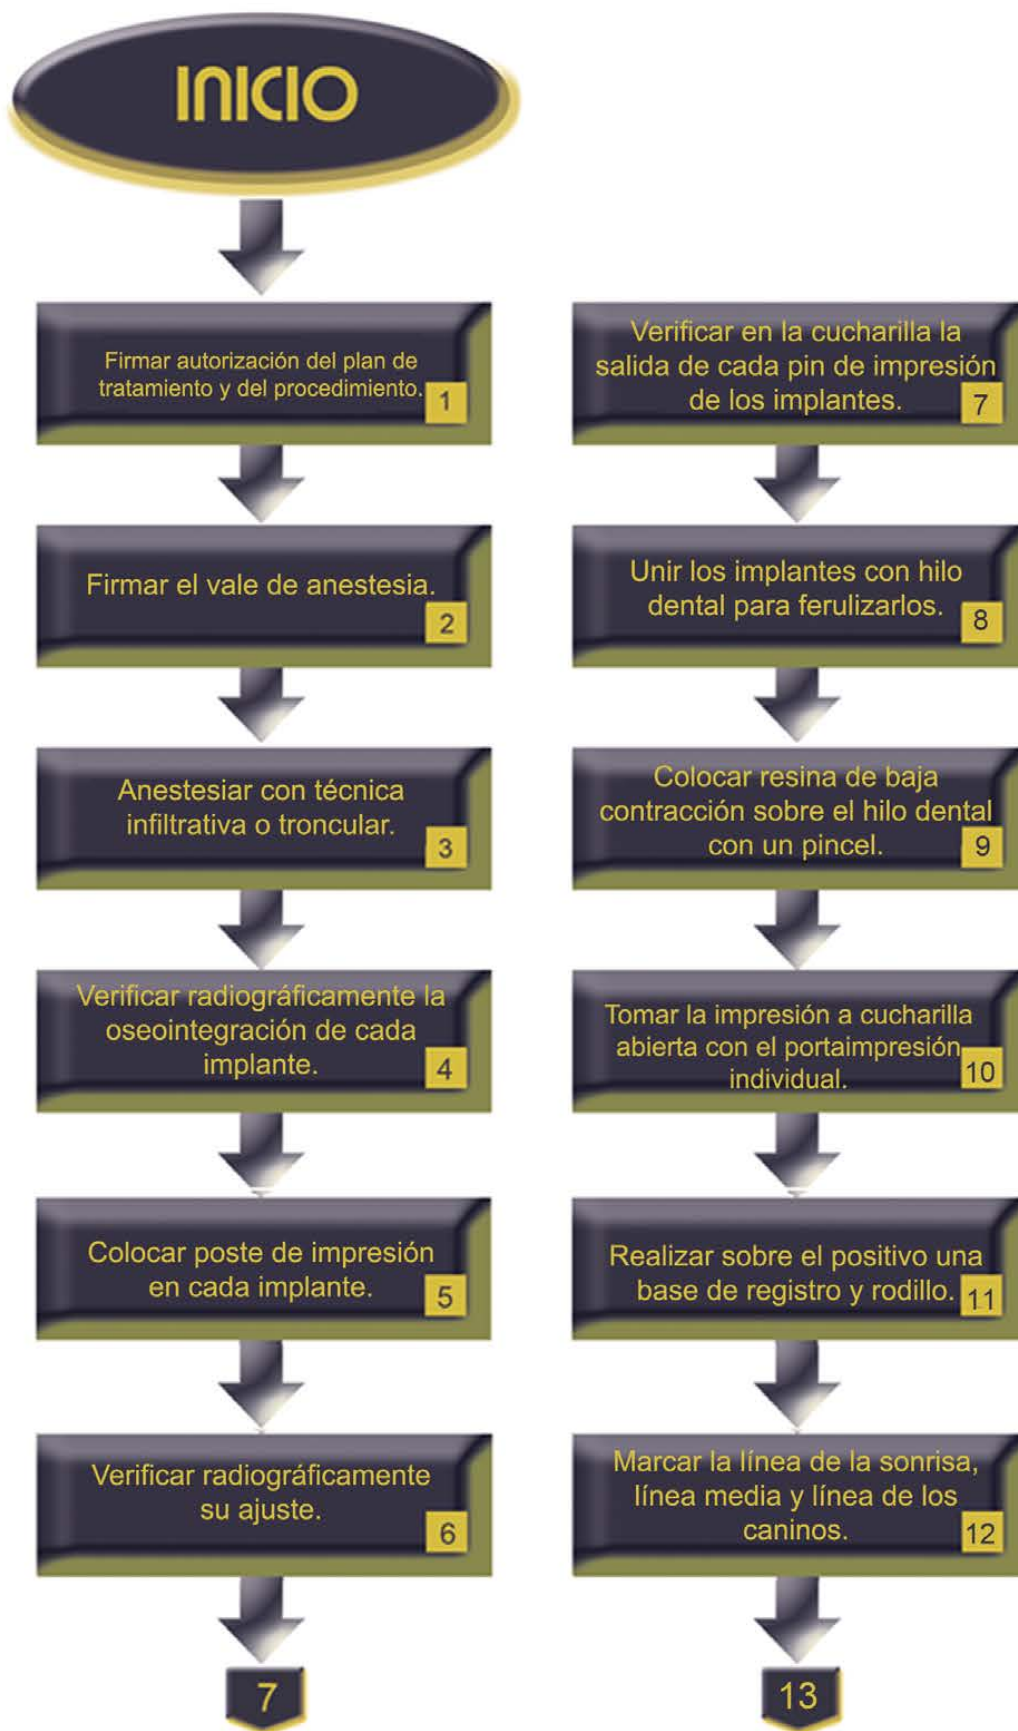 INICIO
Firmar autorización del plan de
tratamiento y del procedimiento.
1
Firmar el vale de anestesia.
2
Anestesiar con técnica
infiltrativa o troncular.
3
Verificar radiográficamente la
oseointegración de cada
implante.
4
Colocar poste de impresión
en cada implante.
5
Verificar radiográficamente
su ajuste.
6
7
Verificar en la cucharilla la
salida de cada pin de impresión
de los implantes.
7
Unir los implantes con hilo
dental para ferulizarlos.
8
Colocar resina de baja
contracción sobre el hilo dental
con un pincel.
9
Tomar la impresión a cucharilla
abierta con el portaimpresión
individual.
10
Realizar sobre el positivo una
base de registro y rodillo.
11
Marcar la línea de la sonrisa,
línea media y línea de los
caninos.
12
13